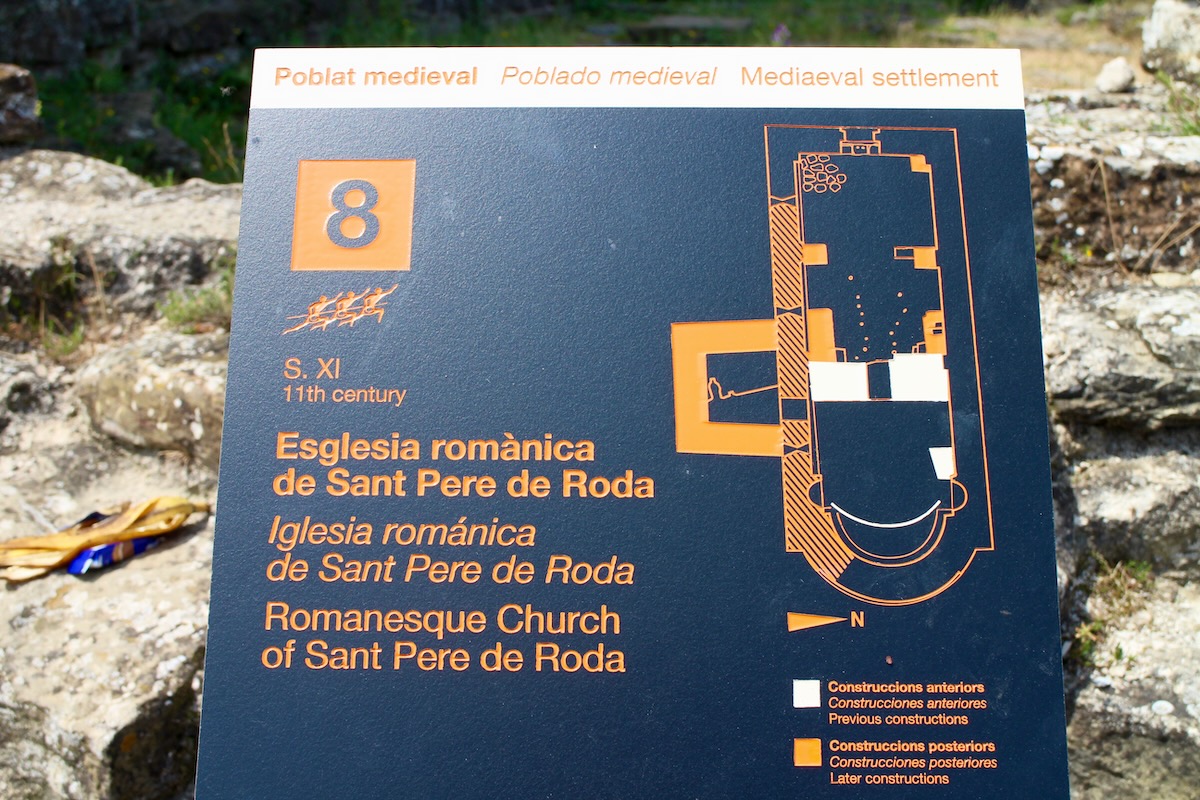 Poblat medieval Poblado medieval Mediaeval settlement
8
S. XI
11th century
Esglesia romànica
de Sant Pere de Roda
Iglesia románica
de Sant Pere de Roda
Romanesque Church
of Sant Pere de Roda
N
Construccions anteriors
Construcciones anteriores
Previous constructions
Construccions posteriors
Construcciones posteriores
Later constructions